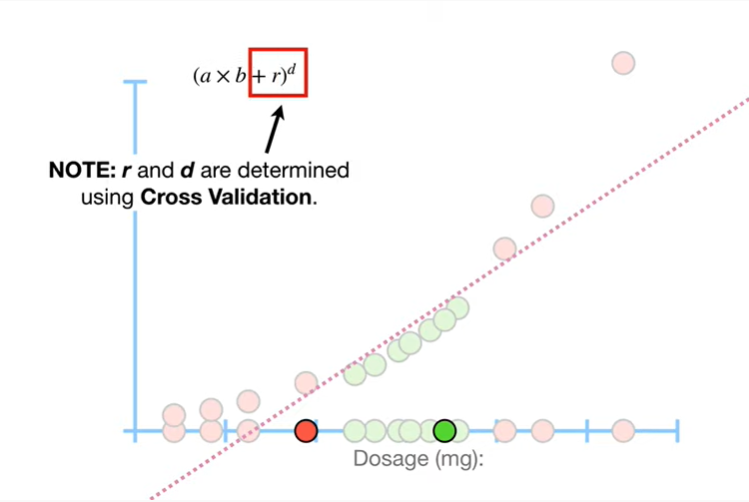 (a × b + r)ᵈ
NOTE: r and d are determined
using Cross Validation.
Dosage (mg):